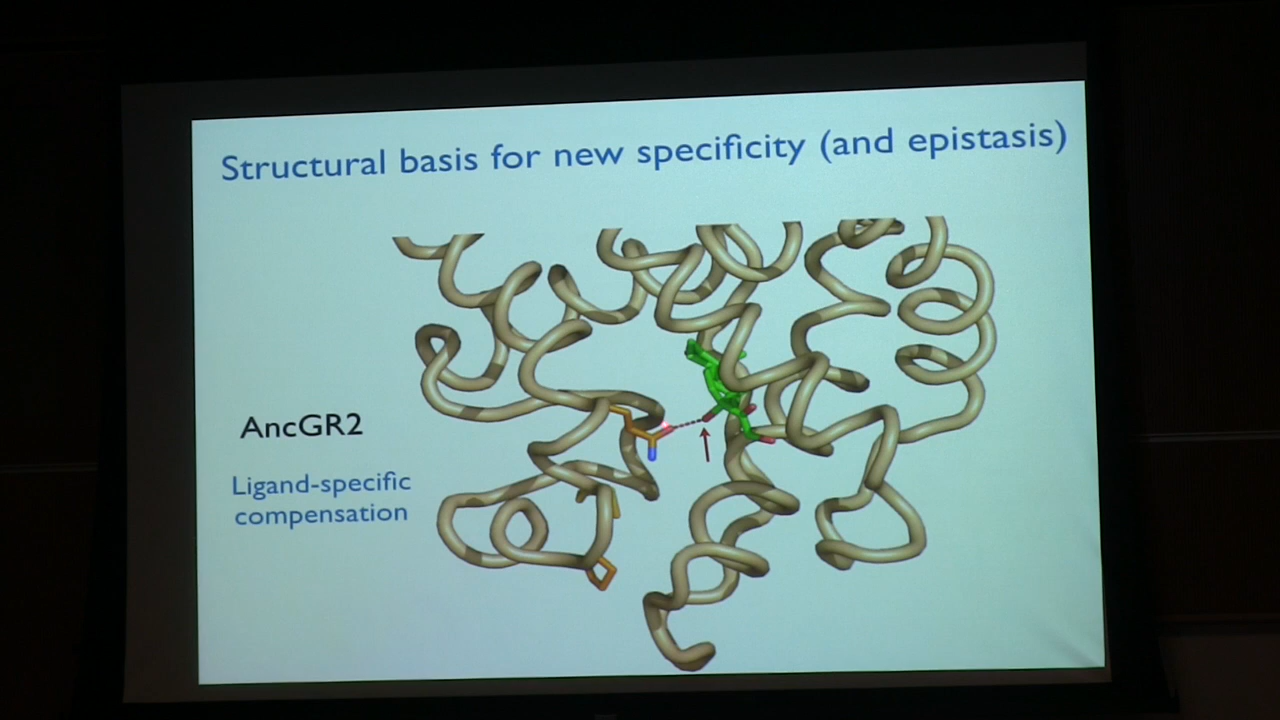 Structural basis for new specificity (and epistasis)
AncGR2
Ligand-specific
compensation